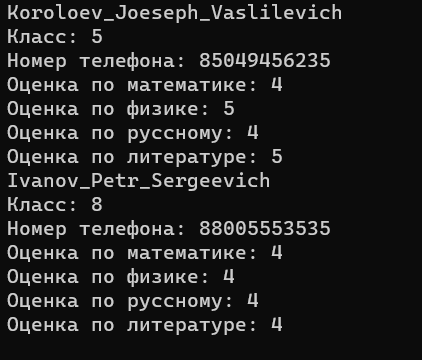 Koroloev_Joeseph_Vaslilevich
Класс: 5
Номер телефона: 85049456235
Оценка по математике: 4
Оценка по физике: 5
Оценка по руссному: 4
Оценка по литературе: 5
Ivanov_Petr_Sergeevich
Класс: 8
Номер телефона: 88005553535
Оценка по математике: 4
Оценка по физике: 4
Оценка по руссному: 4
Оценка по литературе: 4